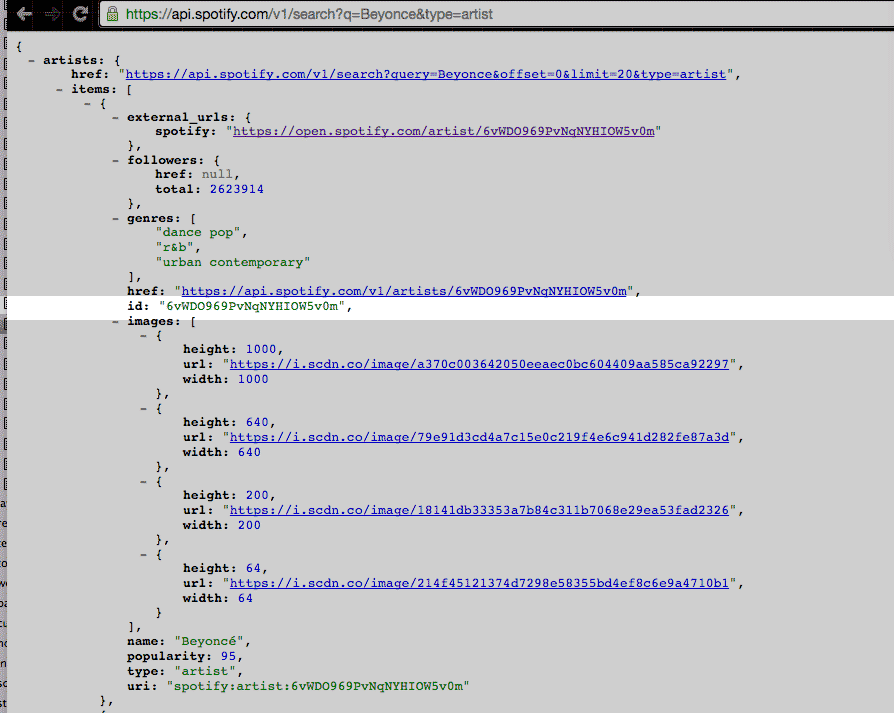 https://api.spotify.com/v1/search?q=Beyonce&type=artist
{
- artists: {
href: "https://api.spotify.com/v1/search?query=Beyonce&offset=0&limit=20&type=artist",
- items: [
- {
- external_urls: {
spotify: "https://open.spotify.com/artist/6vWDO969PvNqNYHIOW5v0m"
},
- followers: {
href: null,
total: 2623914
},
- genres: [
"dance pop",
"r&b",
"urban contemporary"
],
href: "https://api.spotify.com/v1/artists/6vWDO969PvNqNYHIOW5v0m",
id: "6vWDO969PvNqNYHIOW5v0m",
- images: [
- {
height: 1000,
url: "https://i.scdn.co/image/a370c003642050eeaec0bc604409aa585ca92297",
width: 1000
},
- {
height: 640,
url: "https://i.scdn.co/image/79e91d3cd4a7c15e0c219f4e6c941d282fe87a3d",
width: 640
},
- {
height: 200,
url: "https://i.scdn.co/image/18141db33353a7b84c311b7068e29ea53fad2326",
width: 200
},
- {
height: 64,
url: "https://i.scdn.co/image/214f45121374d7298e58355bd4ef8c6e9a4710b1",
width: 64
}
],
name: "Beyoncé",
popularity: 95,
type: "artist",
uri: "spotify:artist:6vWDO969PvNqNYHIOW5v0m"
},